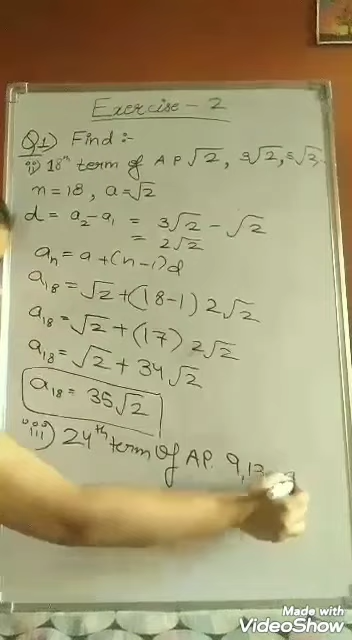 Exercise - 2
Q1) Find :-
ii) 18th term of A P √2, 3√2, 5√2,
n = 18, a = √2
d = a₂ - a₁ = 3√2 - √2
= 2√2
aₙ = a + (n-1)d
a₁₈ = √2 + (18-1) 2√2
a₁₈ = √2 + (17) 2√2
a₁₈ = √2 + 34√2
a₁₈ = 35√2
iii) 24th term of A P. 9, 13
Made with
VideoShow